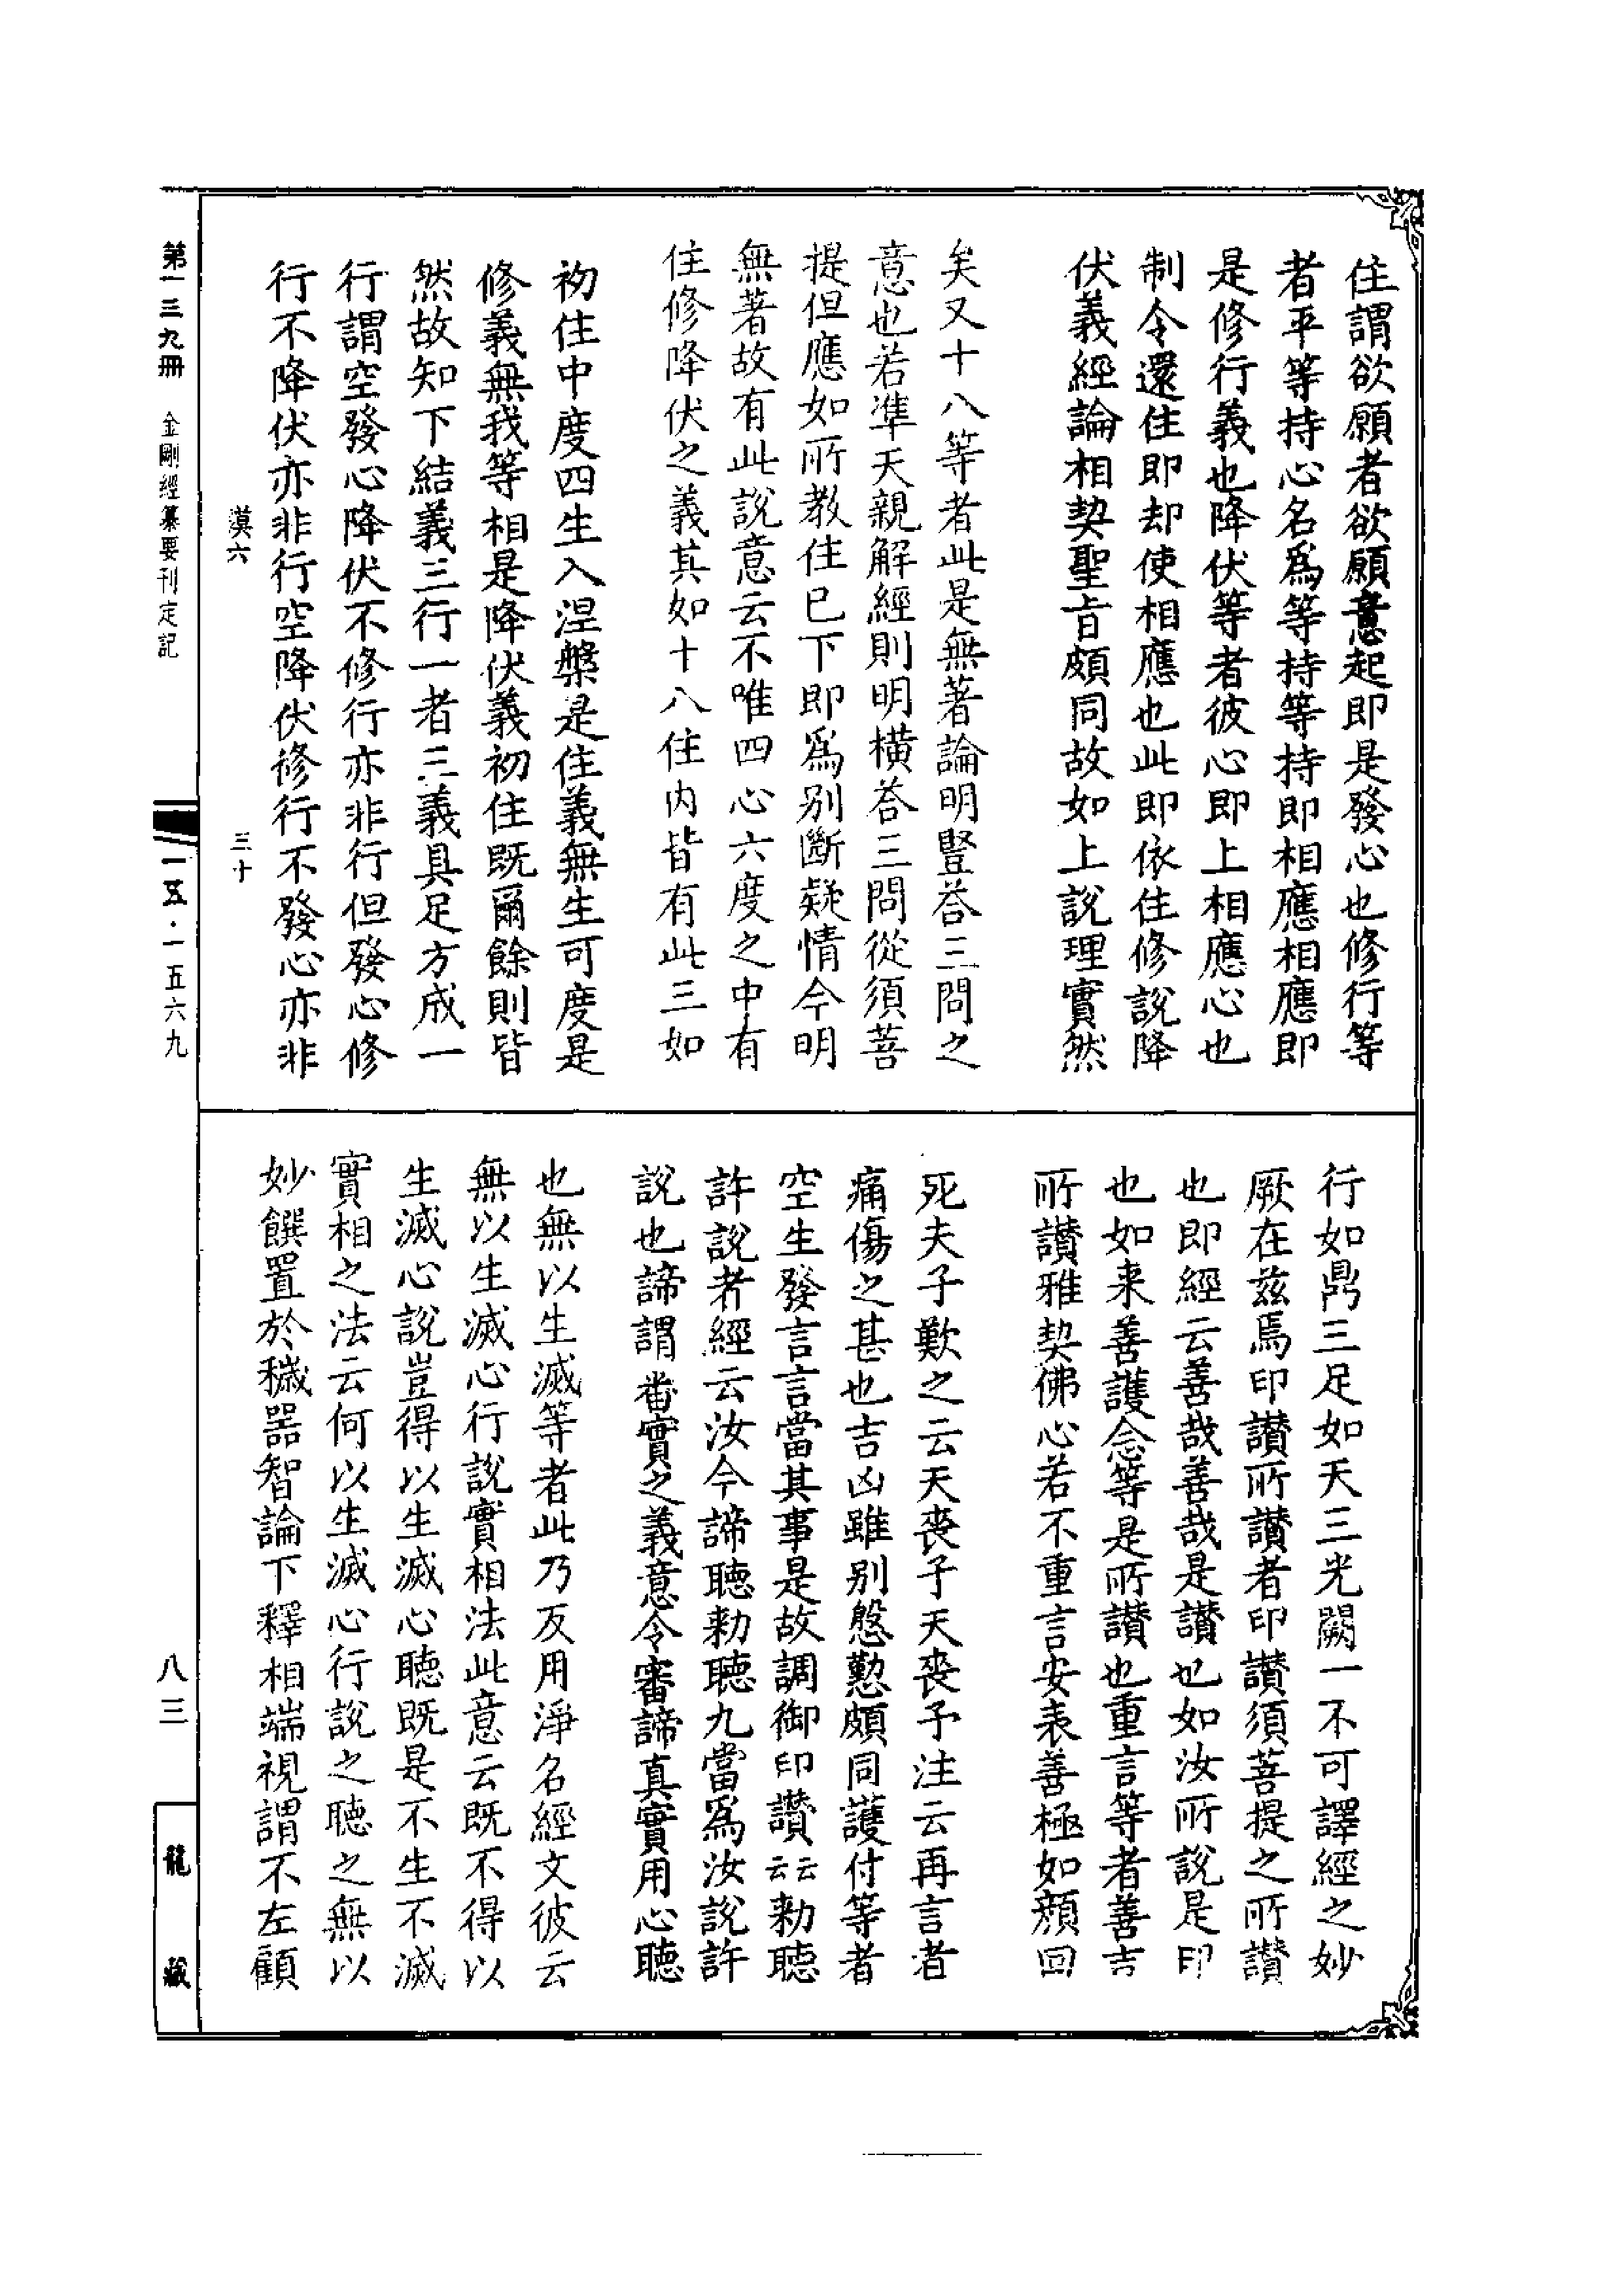 住謂欲願者欲願意起即是發心也修行等
者平等持心名爲等持等持即相應相應即
是修行義也降伏等者彼心即上相應心也
制令還住即却使相應也此即依住修說降
伏義經論相契聖旨頗同故如上說理實然
矣又十八等者此是無著論明豎荅三問之
意也若準天親解經則明橫荅三問從須菩
提但應如所教住已下即爲別斷疑情今明
無著故有此說意云不唯四心六度之中有
住修降伏之義其如十八住內皆有此三如
初住中度四生入涅槃是住義無生可度是
修義無我等相是降伏義初住既爾餘則皆
然故知下結義三行一者三義具足方成一
行謂空發心降伏不修行亦非行但發心修
行不降伏亦非行空降伏修行不發心亦非
漠六
三十
行如鼎三足如天三光闕一不可譯經之妙
厥在茲焉印讃所讃者印讃須菩提之所讃
也即經云善哉善哉是讃也如汝所說是印
也如来善護念等是所讃也重言等者善吉
所讃雅契佛心若不重言安表善極如顏回
死夫子歎之云天喪子天喪予注云再言者
痛傷之甚也吉凶雖別慇懃頗同護付等者
空生發言言當其事是故調御印讃云云勑聽
許說者經云汝今諦聽勑聽九當爲汝說許
說也諦謂審實之義意令審諦真實用心聽
也無以生滅等者此乃反用淨名經文彼云
無以生滅心行說實相法此意云既不得以
生滅心說豈得以生滅心聽既是不生不滅
實相之法云何以生滅心行說之聽之無以
妙饌置於穢器智論下釋相端視謂不左顧
第一三九冊 金剛經纂要刊定記
一五·一五六九
八三
龍藏